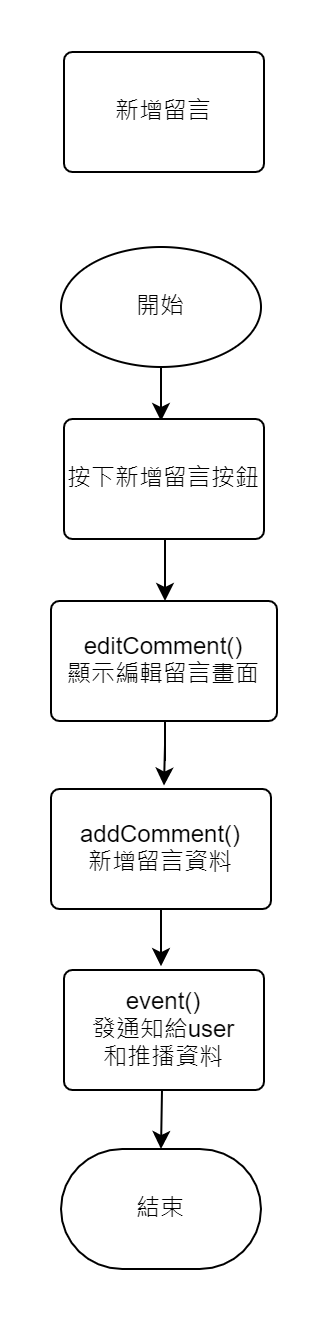 新增留言
開始
按下新增留言按鈕
editComment()
顯示編輯留言畫面
addComment()
新增留言資料
event()
發通知給user
和推播資料
結束